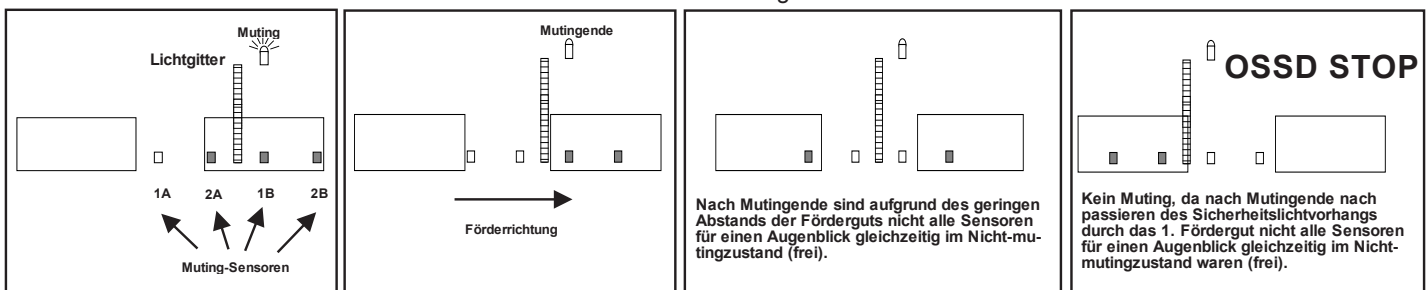 Muting
Lichtgitter
1A 2A 1B 2B
Muting-Sensoren
Mutingende
Förderrichtung
Nach Mutingende sind aufgrund des geringen
Abstands der Förderguts nicht alle Sensoren
für einen Augenblick gleichzeitig im Nicht-mu-
tingzustand (frei).
OSSD STOP
Kein Muting, da nach Mutingende nach
passieren des Sicherheitslichtvorhangs
durch das 1. Fördergut nicht alle Sensoren
für einen Augenblick gleichzeitig im Nicht-
mutingzustand waren (frei).